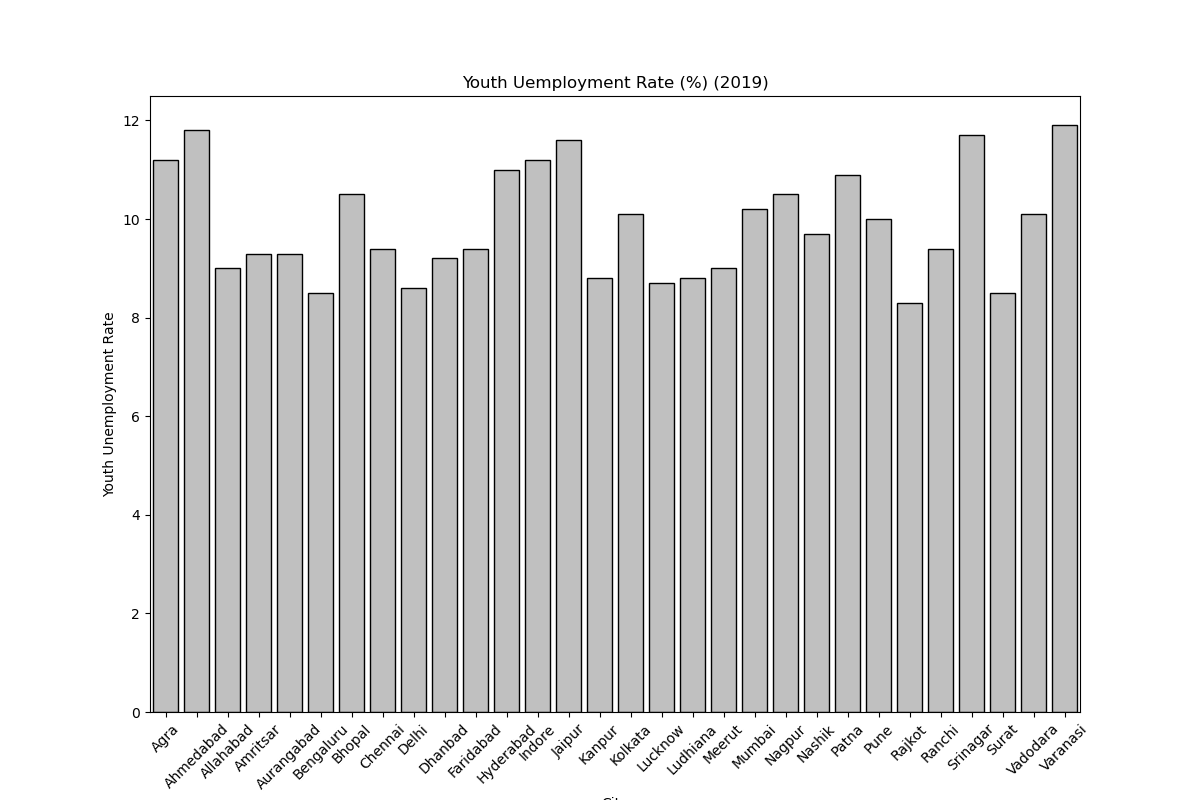 Youth Uemployment Rate (%) (2019)
Youth Unemployment Rate
12
10
8
6
4
2
0
Agra
Ahmedabad
Allahabad
Amritsar
Aurangabad
Bengaluru
Bhopal
Chennai
Delhi
Dhanbad
Faridabad
Hyderabad
Indore
Jaipur
Kanpur
Kolkata
Lucknow
Ludhiana
Meerut
Mumbai
Nagpur
Nashik
Patna
Pune
Rajkot
Ranchi
Srinagar
Surat
Vadodara
Varanasi